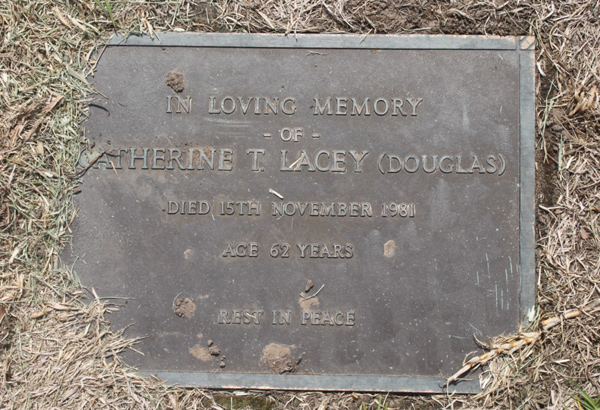 IN LOVING MEMORY
- OF -
CATHERINE T. LACEY (DOUGLAS)
DIED 15TH NOVEMBER 1981
AGE 62 YEARS
REST IN PEACE